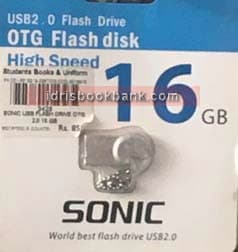 USB2.0 Flash Drive
OTG Flash disk
High Speed
Students Books & Uniform
16 GB
idrisbookbank.com
SONIC USB FLASH DRIVE OTG
2.0 16 GB
Rs.
SONIC
World best flash drive USB2.0